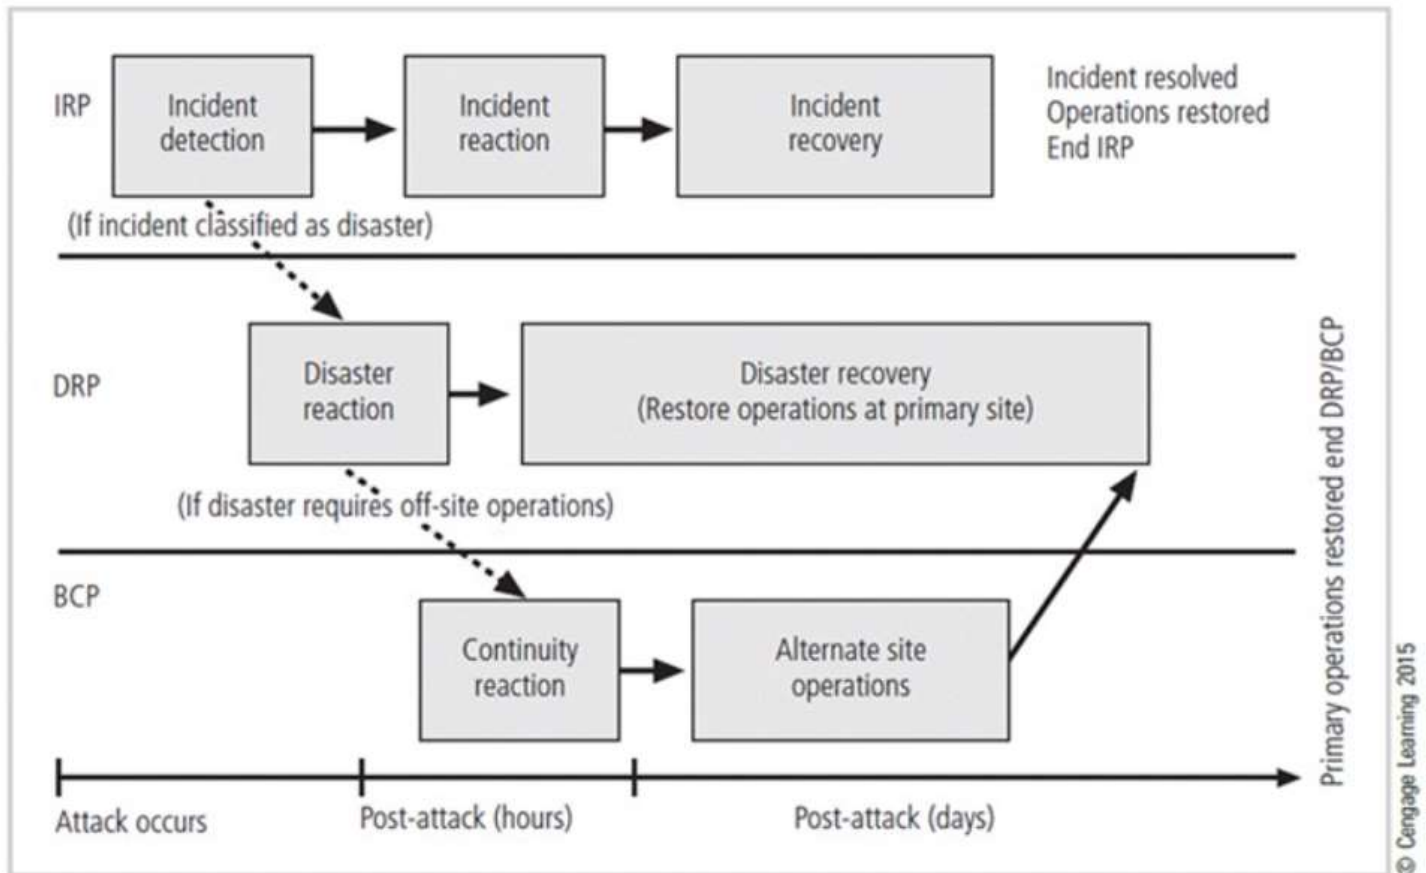 IRP
Incident
detection
Incident
reaction
Incident
recovery
Incident resolved
Operations restored
End IRP
(If incident classified as disaster)
DRP
Disaster
reaction
Disaster recovery
(Restore operations at primary site)
(If disaster requires off-site operations)
BCP
Continuity
reaction
Alternate site
operations
Primary operations restored end DRP/BCP
Attack occurs
Post-attack (hours)
Post-attack (days)
© Cengage Learning 2015